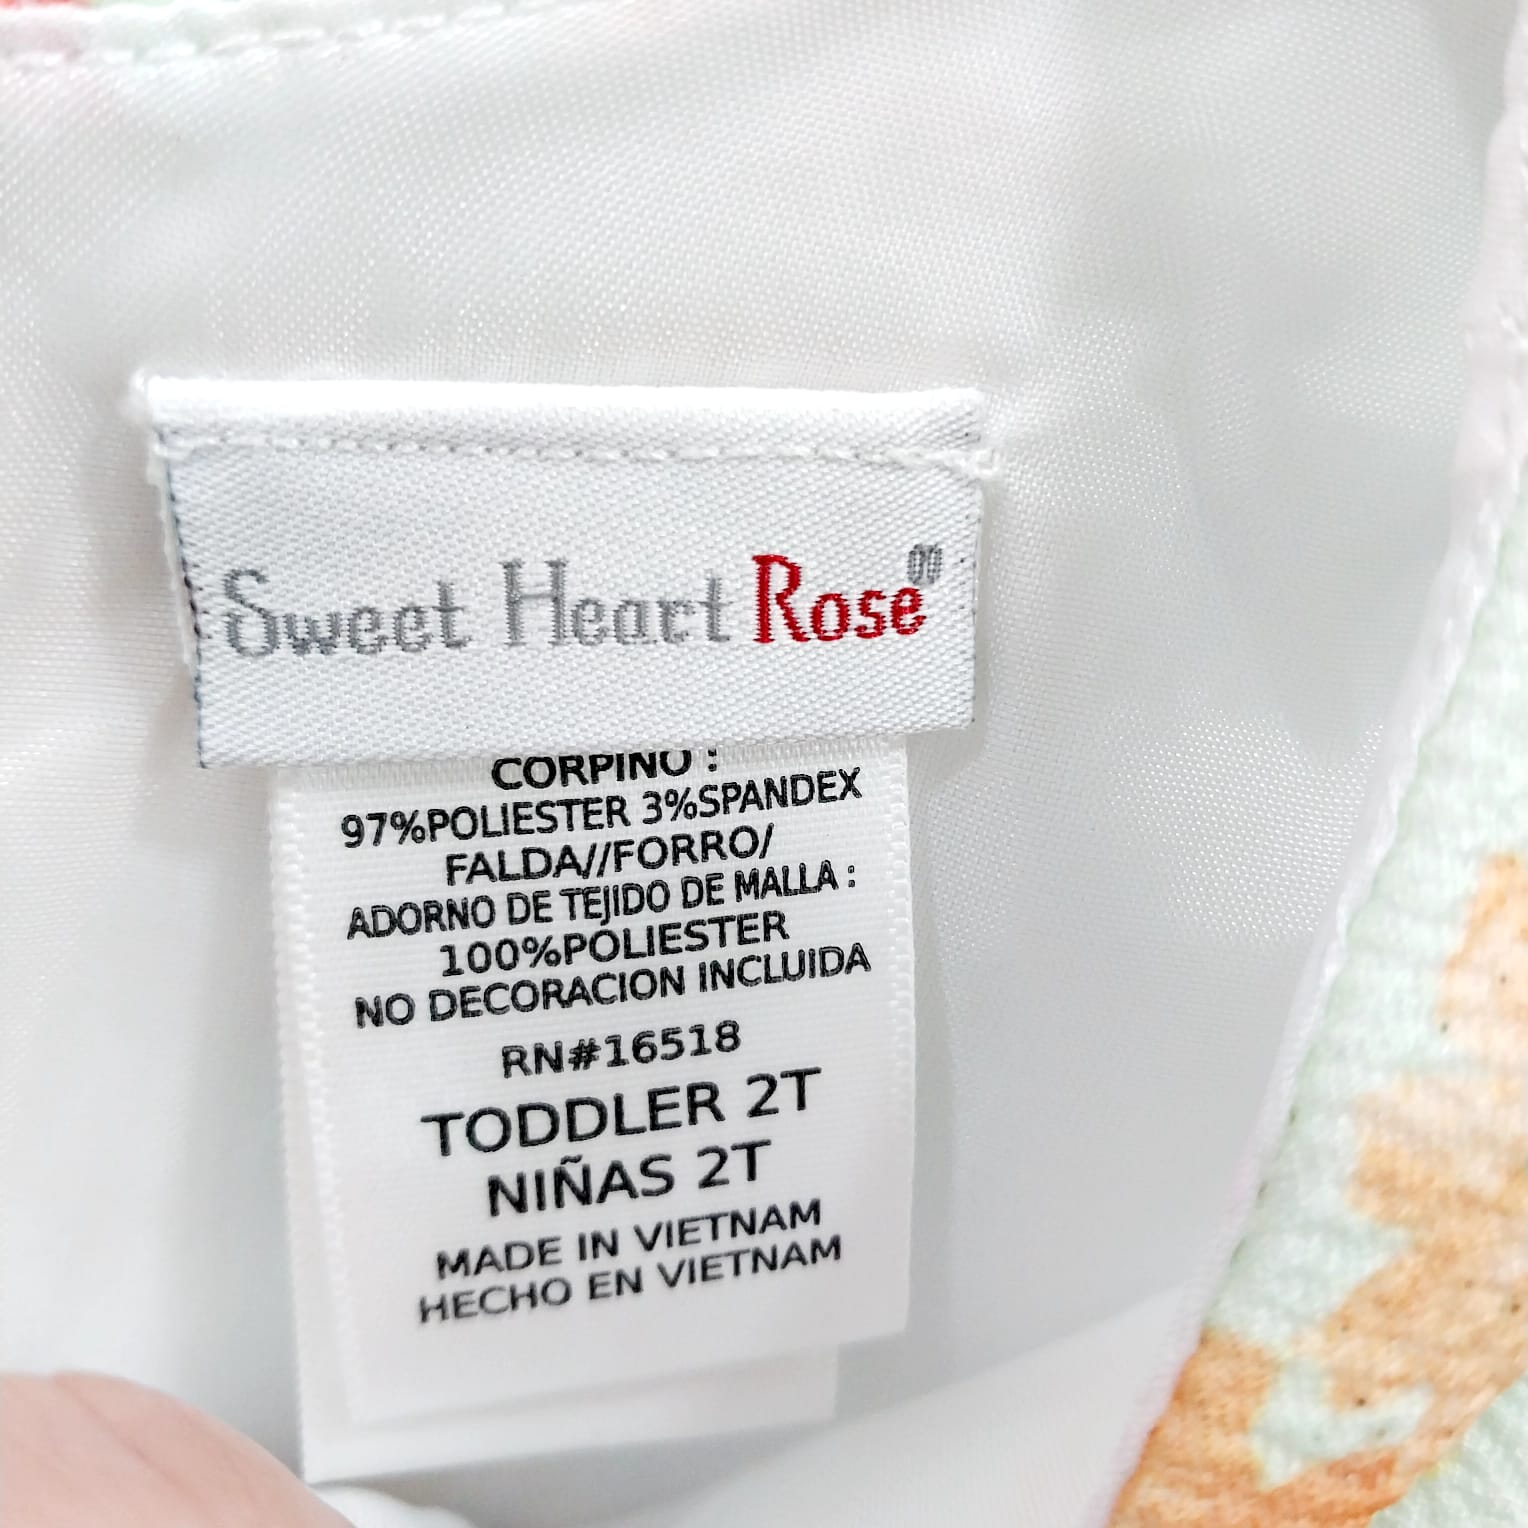 Sweet Heart Rose®
CORPINO :
97%POLIESTER 3%SPANDEX
FALDA//FORRO/
ADORNO DE TEJIDO DE MALLA :
100%POLIESTER
NO DECORACION INCLUIDA
RN#16518
TODDLER 2T
NIÑAS 2T
MADE IN VIETNAM
HECHO EN VIETNAM